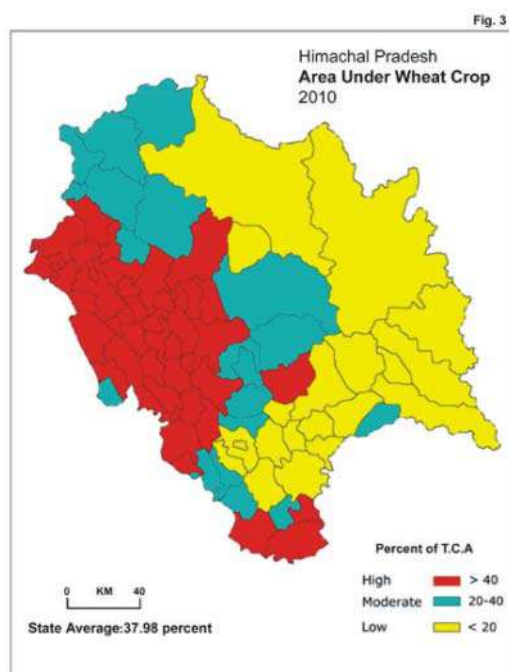 Fig. 3
Himachal Pradesh
Area Under Wheat Crop
2010
Percent of T.C.A
High > 40
Moderate 20-40
Low < 20
0 KM 40
State Average:37.98 percent